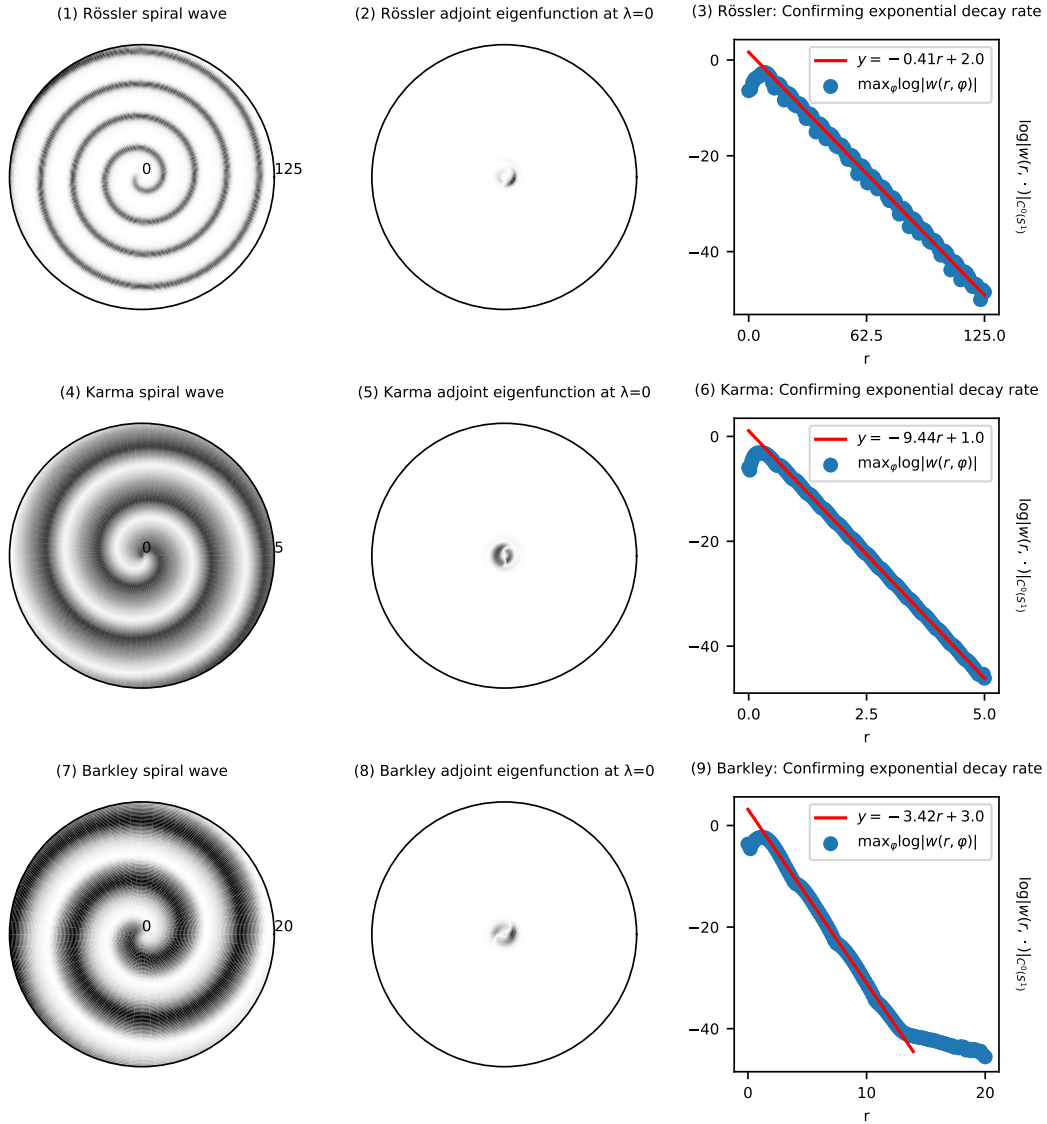 (1) Rössler spiral wave
0
125
(2) Rössler adjoint eigenfunction at λ=0
(3) Rössler: Confirming exponential decay rate
y = −0.41r + 2.0
max_φ log|w(r, φ)|
0
−20
−40
0.0
62.5
125.0
r
log|w(r, ·)|_{C⁰(S¹)}
(4) Karma spiral wave
0
5
(5) Karma adjoint eigenfunction at λ=0
(6) Karma: Confirming exponential decay rate
y = −9.44r + 1.0
max_φ log|w(r, φ)|
0
−20
−40
0.0
2.5
5.0
r
log|w(r, ·)|_{C⁰(S¹)}
(7) Barkley spiral wave
0
20
(8) Barkley adjoint eigenfunction at λ=0
(9) Barkley: Confirming exponential decay rate
y = −3.42r + 3.0
max_φ log|w(r, φ)|
0
−20
−40
0
10
20
r
log|w(r, ·)|_{C⁰(S¹)}